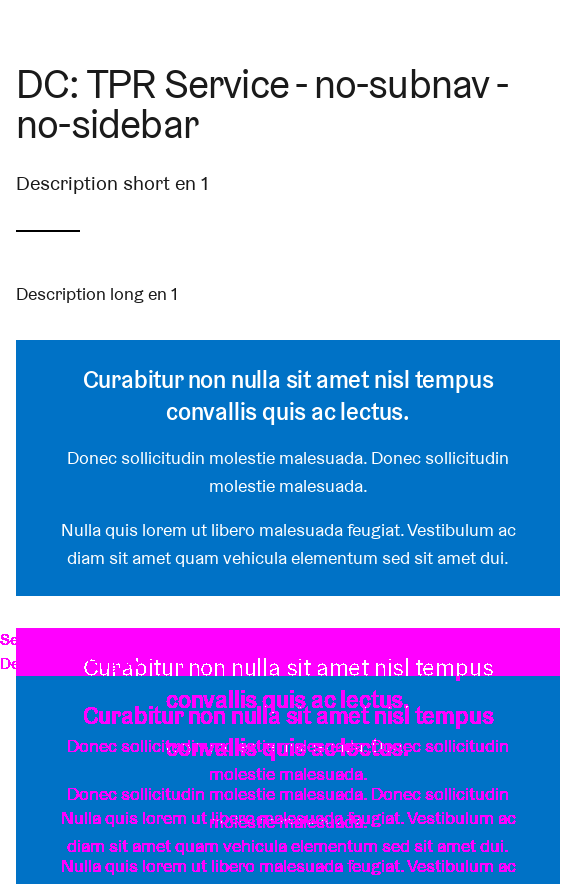 DC: TPR Service - no-subnav -
no-sidebar
Description short en 1
Description long en 1
Curabitur non nulla sit amet nisl tempus
convallis quis ac lectus.
Donec sollicitudin molestie malesuada. Donec sollicitudin
molestie malesuada.
Nulla quis lorem ut libero malesuada feugiat. Vestibulum ac
diam sit amet quam vehicula elementum sed sit amet dui.
Se
De
Curabitur non nulla sit amet nisl tempus
convallis quis ac lectus.
Curabitur non nulla sit amet nisl tempus
convallis quis ac lectus.
Donec sollicitudin molestie malesuada. Donec sollicitudin
molestie malesuada.
Donec sollicitudin molestie malesuada. Donec sollicitudin
molestie malesuada.
Nulla quis lorem ut libero malesuada feugiat. Vestibulum ac
diam sit amet quam vehicula elementum sed sit amet dui.
Nulla quis lorem ut libero malesuada feugiat. Vestibulum ac